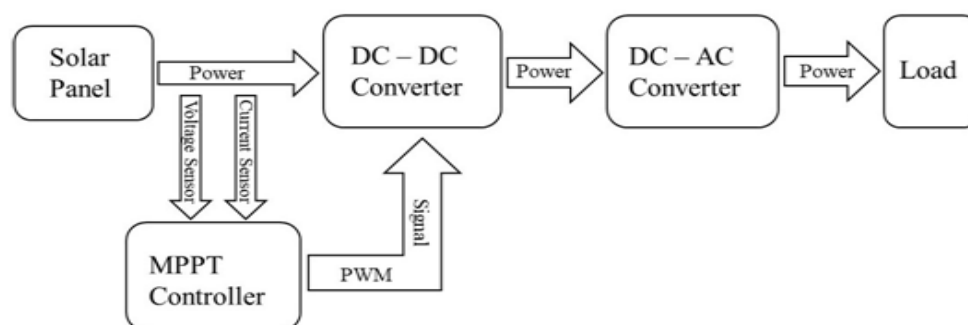 Solar
Panel
Power
DC – DC
Converter
Power
DC – AC
Converter
Power
Load
Voltage Sensor
Current Sensor
MPPT
Controller
PWM
Signal